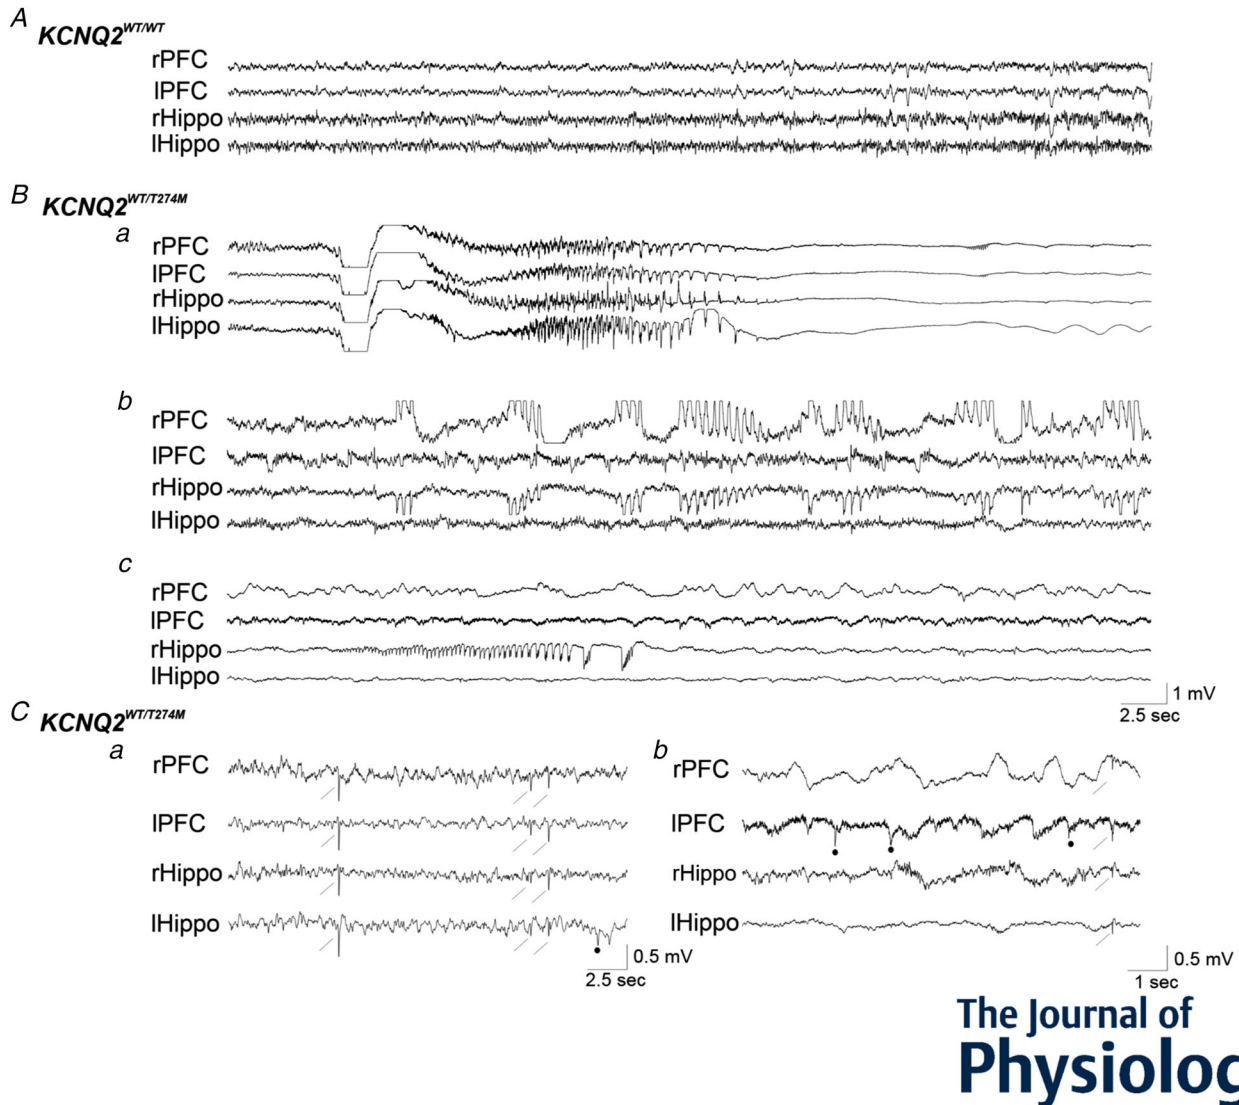 A
KCNQ2WT/WT
rPFC
lPFC
rHippo
lHippo
B
KCNQ2WT/T274M
a
rPFC
lPFC
rHippo
lHippo
b
rPFC
lPFC
rHippo
lHippo
c
rPFC
lPFC
rHippo
lHippo
1 mV
2.5 sec
C
KCNQ2WT/T274M
a
rPFC
lPFC
rHippo
lHippo
0.5 mV
2.5 sec
b
rPFC
lPFC
rHippo
lHippo
0.5 mV
1 sec
The Journal of
Physiolog